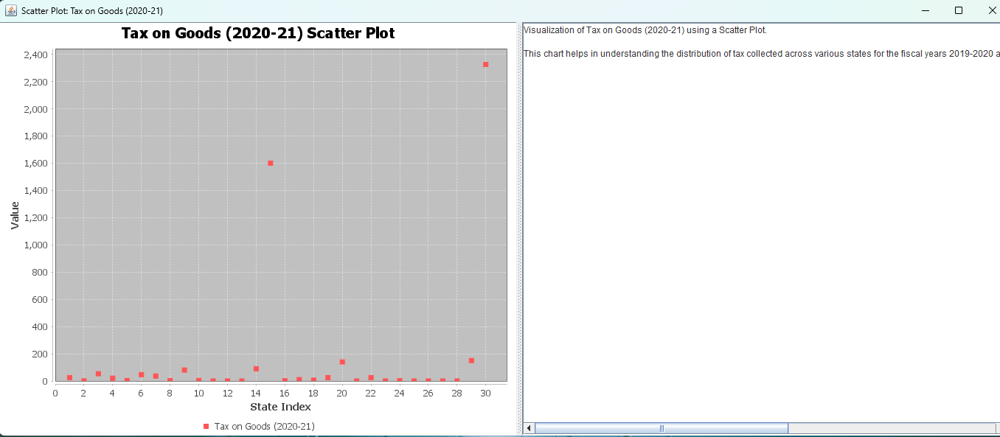 Scatter Plot: Tax on Goods (2020-21)
Tax on Goods (2020-21) Scatter Plot
2,400
2,200
2,000
1,800
1,600
1,400
1,200
1,000
800
600
400
200
0
Value
0 2 4 6 8 10 12 14 16 18 20 22 24 26 28 30
State Index
Tax on Goods (2020-21)
Visualization of Tax on Goods (2020-21) using a Scatter Plot.
This chart helps in understanding the distribution of tax collected across various states for the fiscal years 2019-2020 a